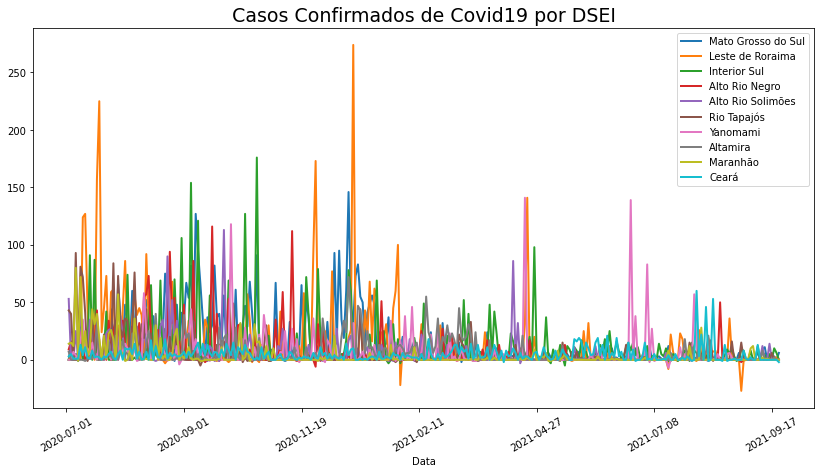 Casos Confirmados de Covid19 por DSEI
Mato Grosso do Sul
Leste de Roraima
Interior Sul
Alto Rio Negro
Alto Rio Solimões
Rio Tapajós
Yanomami
Altamira
Maranhão
Ceará
250
200
150
100
50
0
2020-07-01
2020-09-01
2020-11-19
2021-02-11
2021-04-27
2021-07-08
2021-09-17
Data